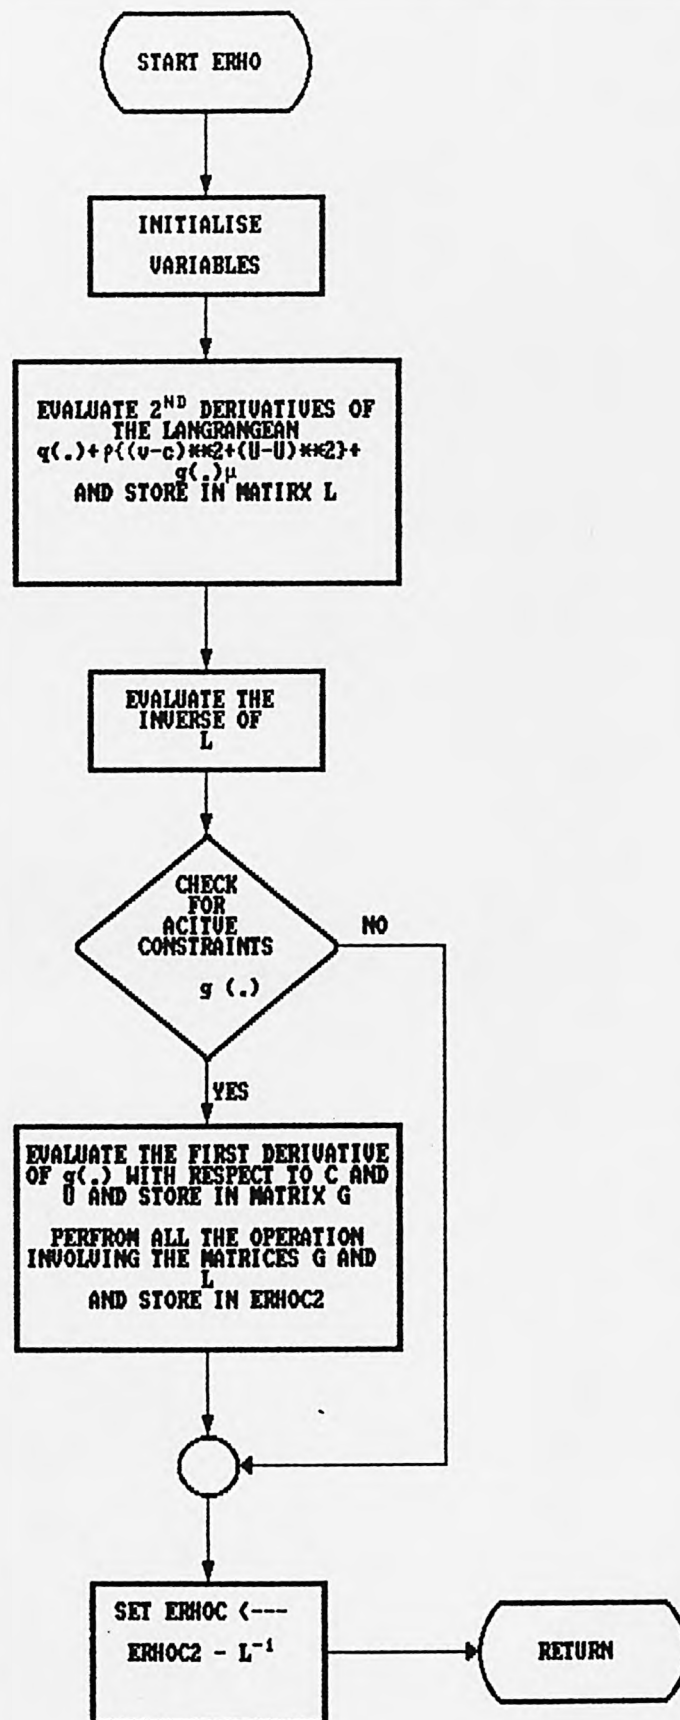 START ERHO
INITIALISE
VARIABLES
EVALUATE 2ND DERIVATIVES OF
THE LANGRANGEAN
q(.)+ρ{(v-c)**2+(U-U)**2}+
g(.)μ
AND STORE IN MATIRX L
EVALUATE THE
INVERSE OF
L
CHECK
FOR
ACITVE
CONSTRAINTS
g (.)
NO
YES
EVALUATE THE FIRST DERIVATIVE
OF g(.) WITH RESPECT TO C AND
U AND STORE IN MATRIX G
PERFROM ALL THE OPERATION
INVOLVING THE MATRICES G AND
L
AND STORE IN ERHOC2
SET ERHOC <---
ERHOC2 - L⁻¹
RETURN